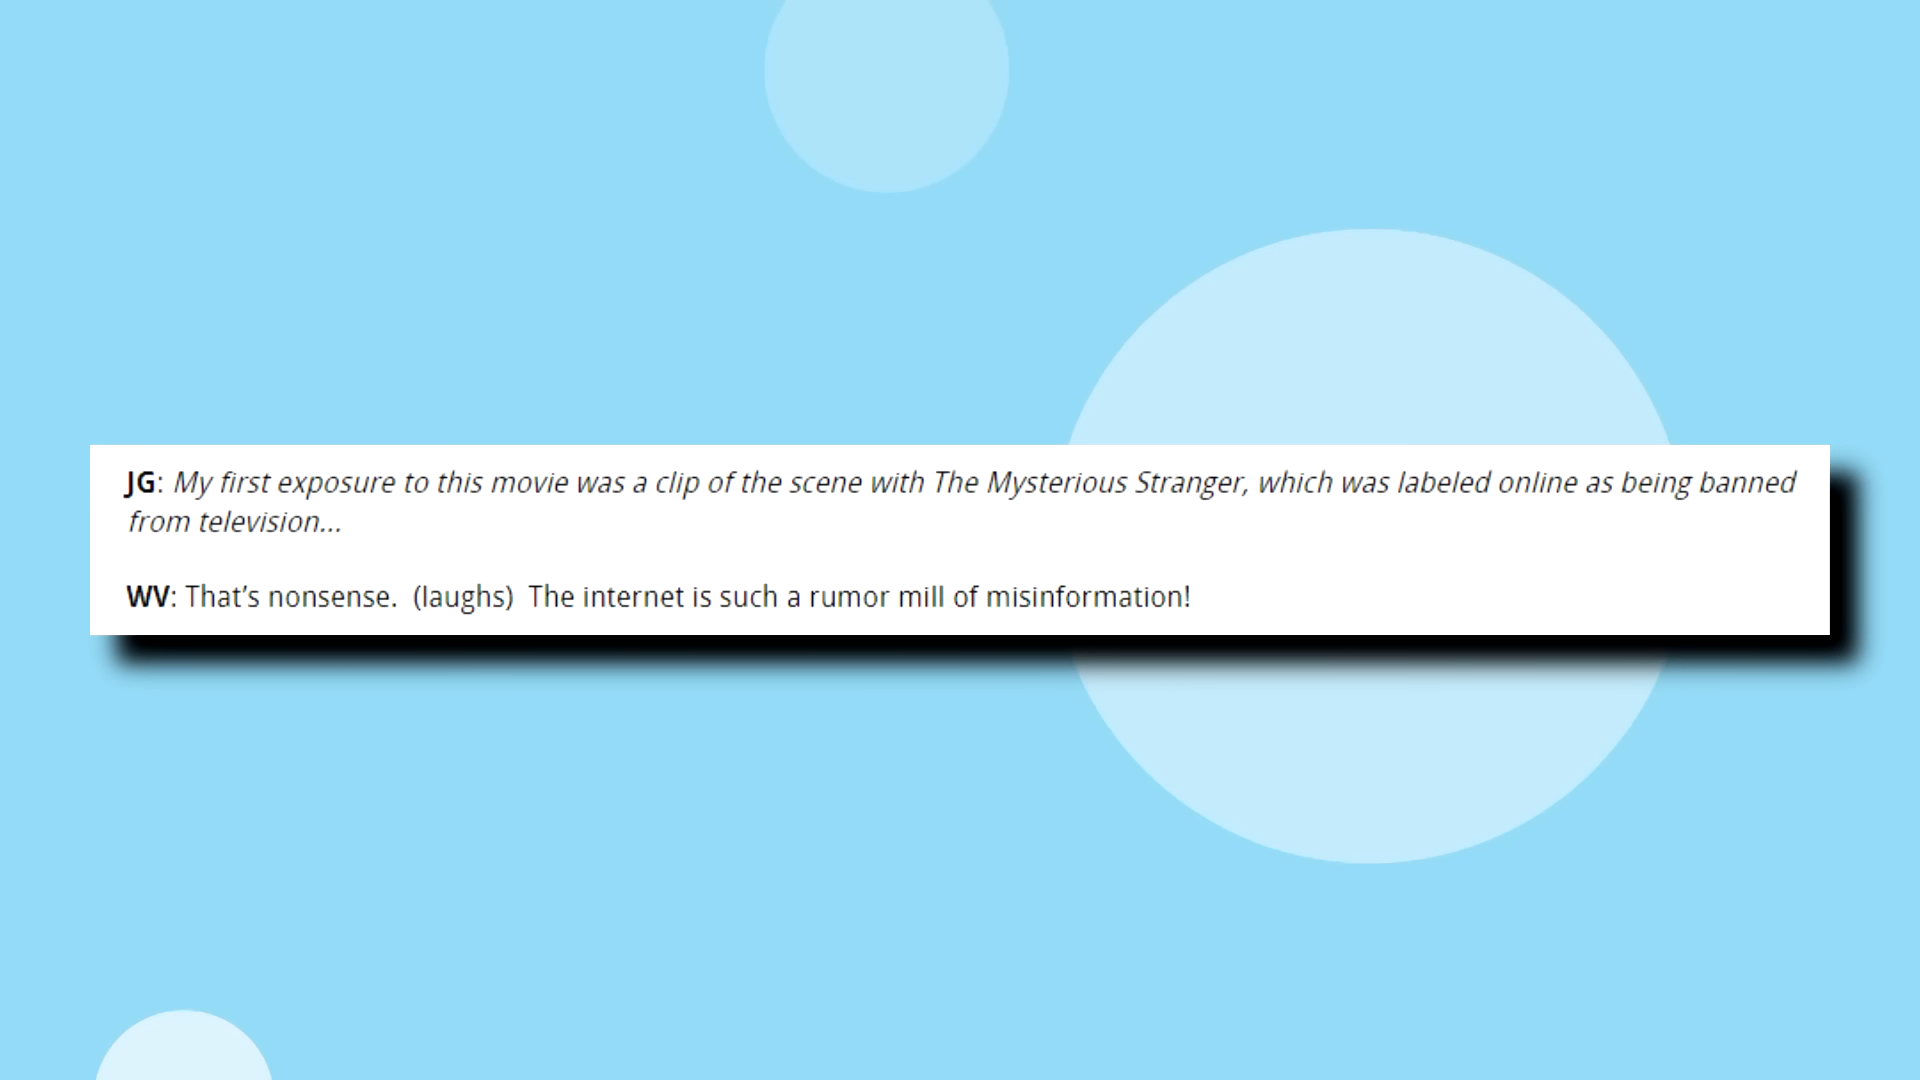 JG: My first exposure to this movie was a clip of the scene with The Mysterious Stranger, which was labeled online as being banned
from television...
WV: That’s nonsense.  (laughs)  The internet is such a rumor mill of misinformation!